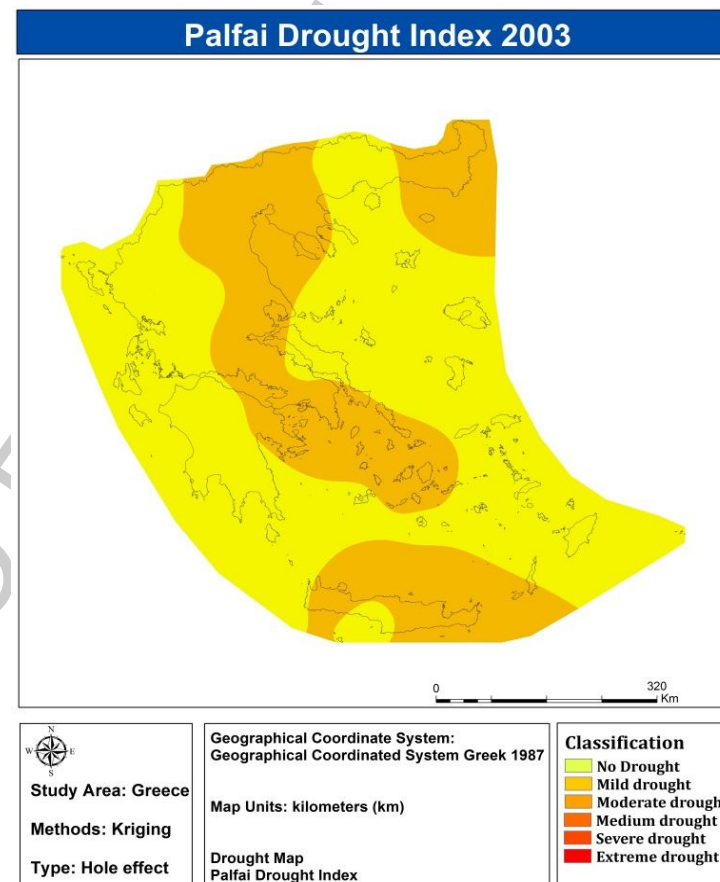 Palfai Drought Index 2003
0
320
Km
N
W
E
S
Study Area: Greece
Methods: Kriging
Type: Hole effect
Geographical Coordinate System:
Geographical Coordinated System Greek 1987
Map Units: kilometers (km)
Drought Map
Palfai Drought Index
Classification
No Drought
Mild drought
Moderate drough
Medium drought
Severe drought
Extreme drought